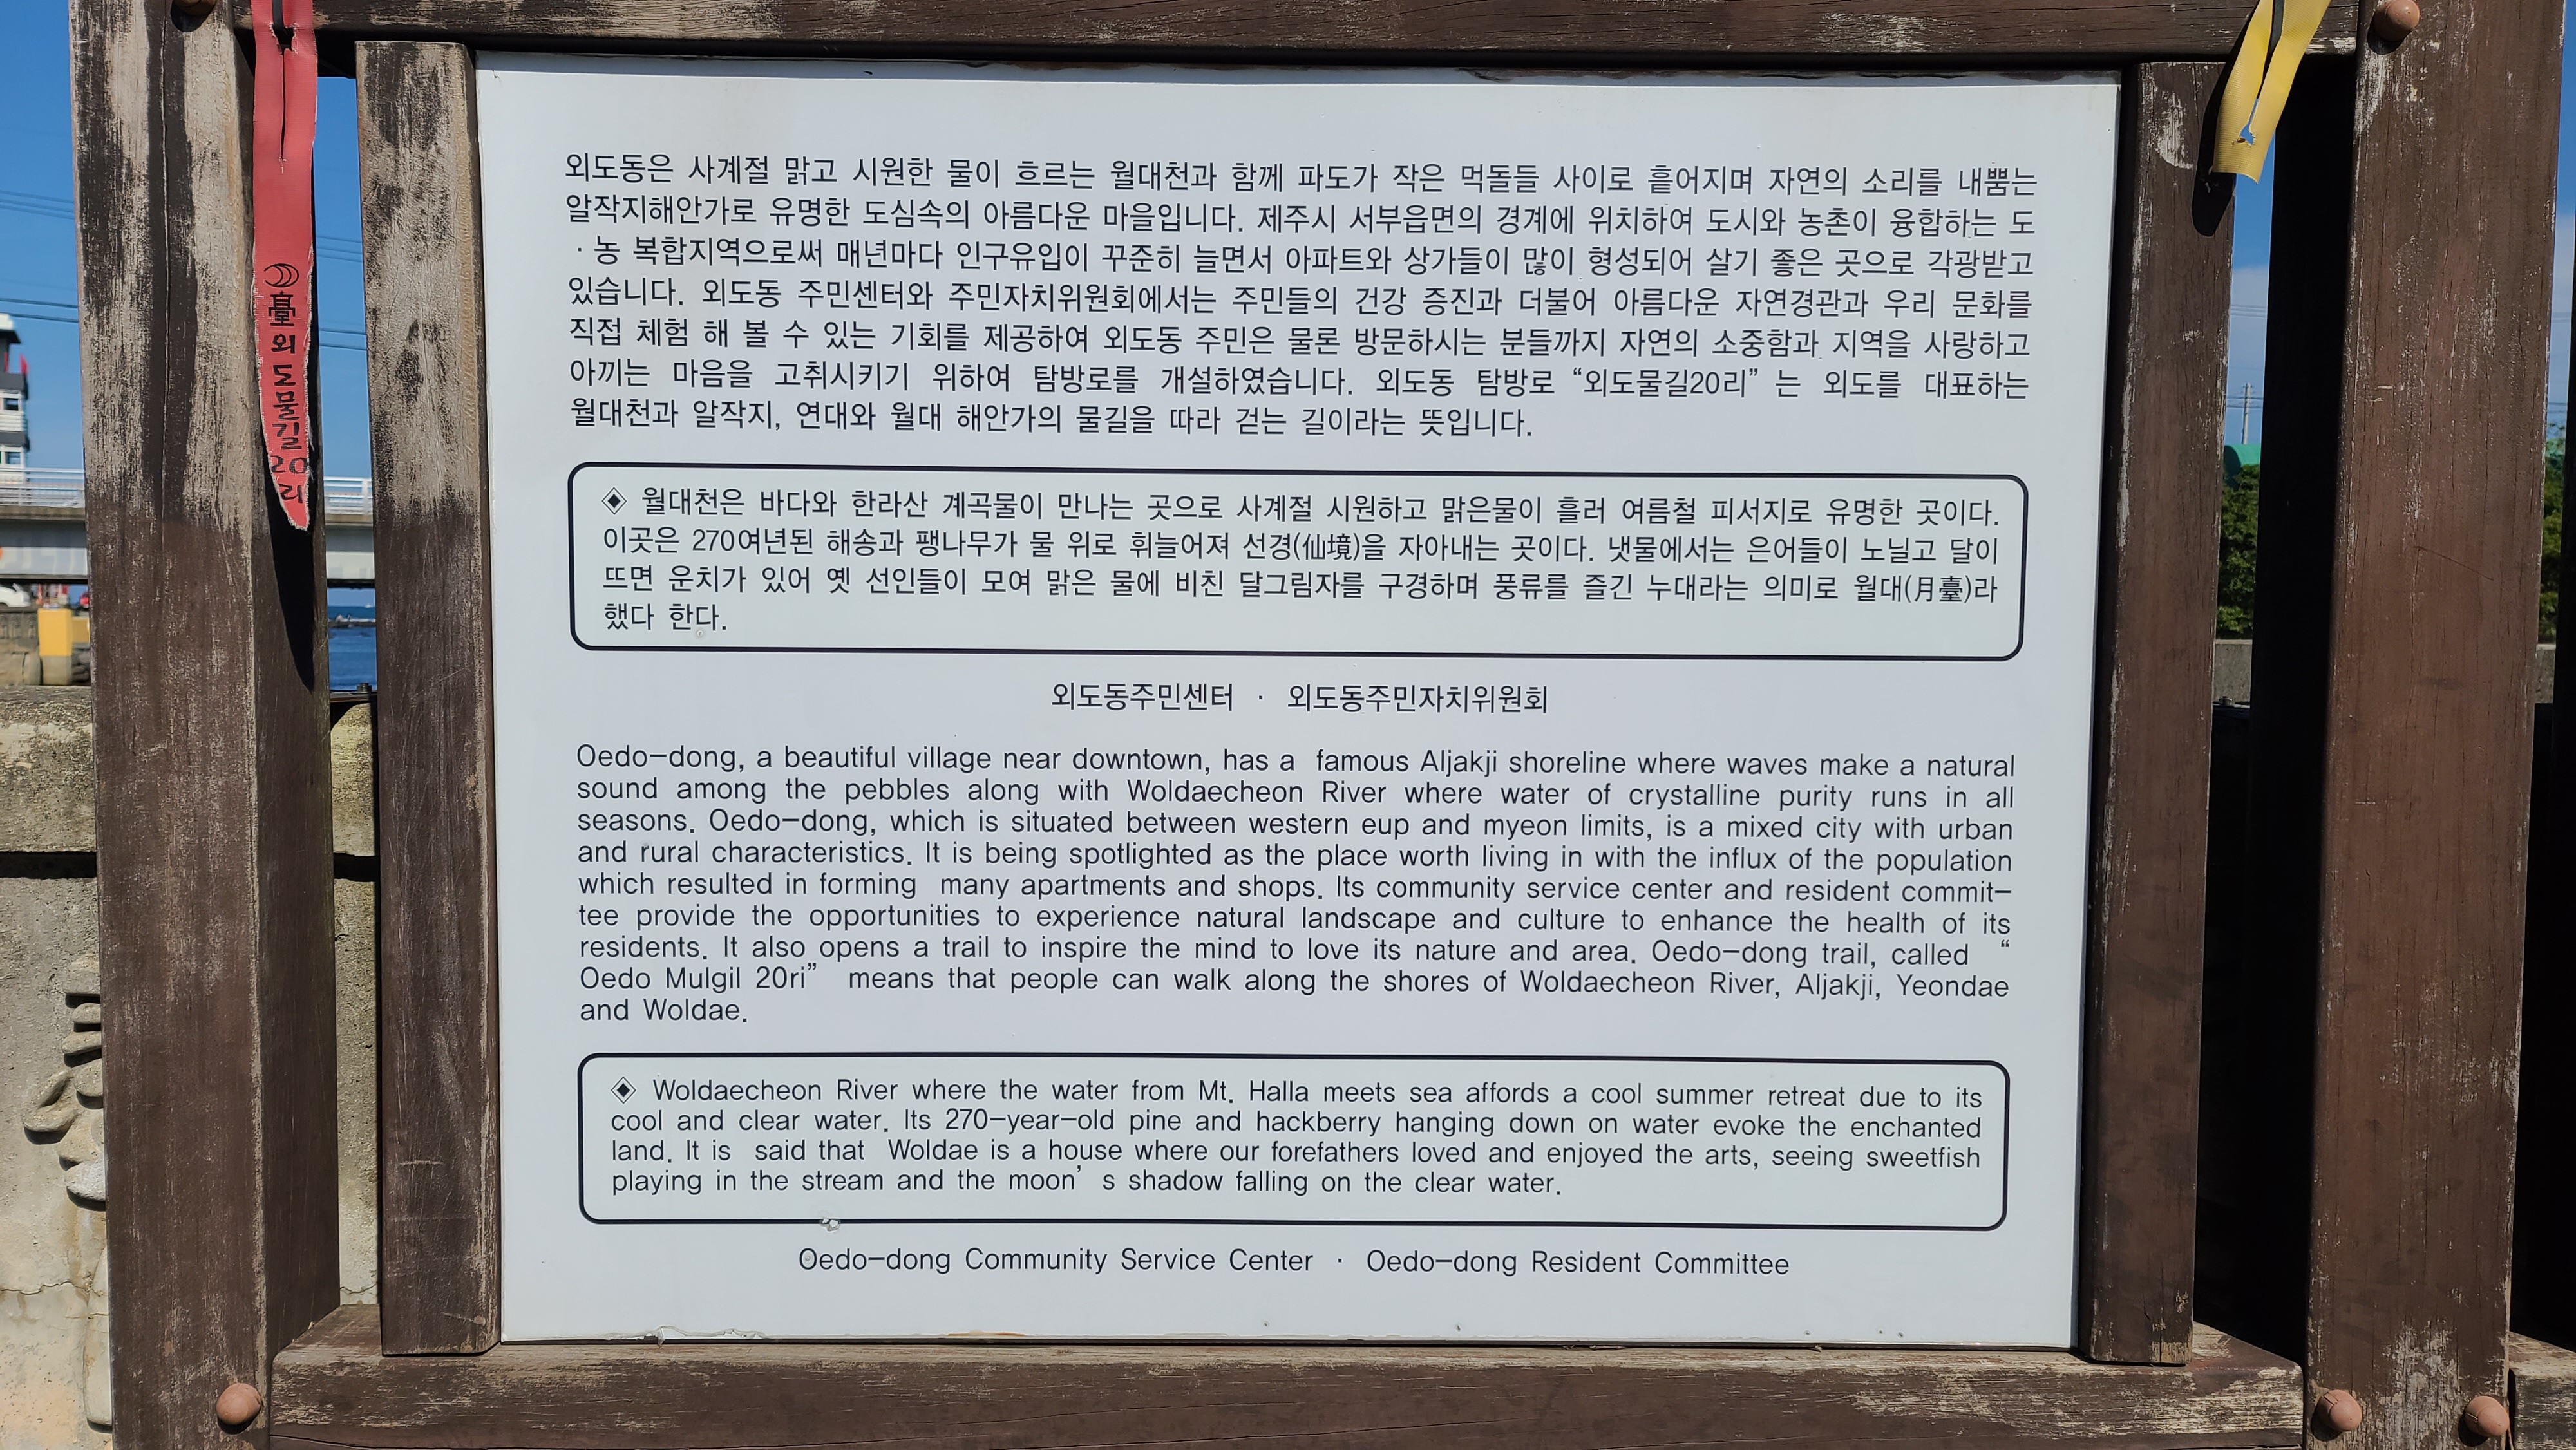 외도동은 사계절 맑고 시원한 물이 흐르는 월대천과 함께 파도가 작은 먹돌들 사이로 흩어지며 자연의 소리를 내뿜는
알작지해안가로 유명한 도심속의 아름다운 마을입니다. 제주시 서부읍면의 경계에 위치하여 도시와 농촌이 융합하는 도
· 농 복합지역으로써 매년마다 인구유입이 꾸준히 늘면서 아파트와 상가들이 많이 형성되어 살기 좋은 곳으로 각광받고
있습니다. 외도동 주민센터와 주민자치위원회에서는 주민들의 건강 증진과 더불어 아름다운 자연경관과 우리 문화를
직접 체험 해 볼 수 있는 기회를 제공하여 외도동 주민은 물론 방문하시는 분들까지 자연의 소중함과 지역을 사랑하고
아끼는 마음을 고취시키기 위하여 탐방로를 개설하였습니다. 외도동 탐방로 “외도물길20리” 는 외도를 대표하는
월대천과 알작지, 연대와 월대 해안가의 물길을 따라 걷는 길이라는 뜻입니다.
◈ 월대천은 바다와 한라산 계곡물이 만나는 곳으로 사계절 시원하고 맑은물이 흘러 여름철 피서지로 유명한 곳이다.
이곳은 270여년된 해송과 팽나무가 물 위로 휘늘어져 선경(仙境)을 자아내는 곳이다. 냇물에서는 은어들이 노닐고 달이
뜨면 운치가 있어 옛 선인들이 모여 맑은 물에 비친 달그림자를 구경하며 풍류를 즐긴 누대라는 의미로 월대(月臺)라
했다 한다.
외도동주민센터 · 외도동주민자치위원회
Oedo-dong, a beautiful village near downtown, has a famous Aljakji shoreline where waves make a natural
sound among the pebbles along with Woldaecheon River where water of crystalline purity runs in all
seasons. Oedo-dong, which is situated between western eup and myeon limits, is a mixed city with urban
and rural characteristics. It is being spotlighted as the place worth living in with the influx of the population
which resulted in forming many apartments and shops. Its community service center and resident commit-
tee provide the opportunities to experience natural landscape and culture to enhance the health of its
residents. It also opens a trail to inspire the mind to love its nature and area. Oedo-dong trail, called “
Oedo Mulgil 20ri” means that people can walk along the shores of Woldaecheon River, Aljakji, Yeondae
and Woldae.
◈ Woldaecheon River where the water from Mt. Halla meets sea affords a cool summer retreat due to its
cool and clear water. Its 270-year-old pine and hackberry hanging down on water evoke the enchanted
land. It is said that Woldae is a house where our forefathers loved and enjoyed the arts, seeing sweetfish
playing in the stream and the moon’ s shadow falling on the clear water.
Oedo-dong Community Service Center · Oedo-dong Resident Committee
臺외도물길20리